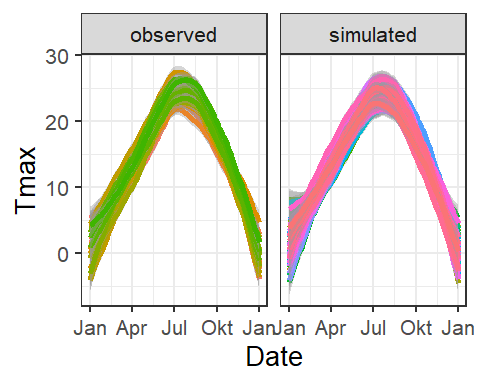 observed simulated
30
20
10
0
Tmax
Jan Apr Jul Okt Jan Jan Apr Jul Okt Jan
Date